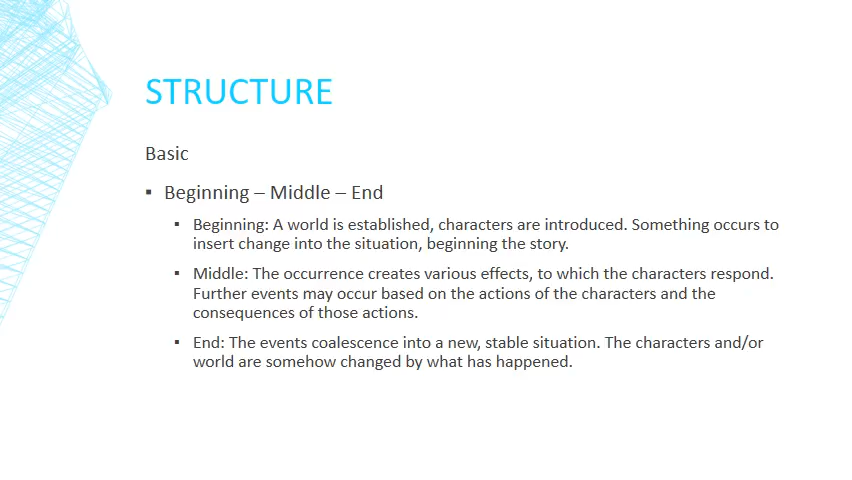 STRUCTURE
Basic
▪ Beginning – Middle – End
▪ Beginning: A world is established, characters are introduced. Something occurs to
insert change into the situation, beginning the story.
▪ Middle: The occurrence creates various effects, to which the characters respond.
Further events may occur based on the actions of the characters and the
consequences of those actions.
▪ End: The events coalescence into a new, stable situation. The characters and/or
world are somehow changed by what has happened.